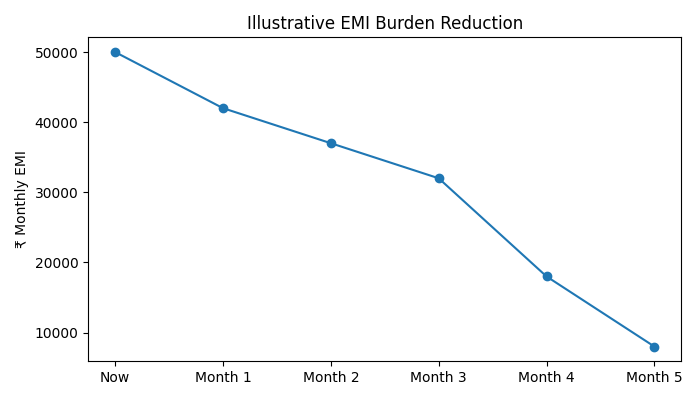 Illustrative EMI Burden Reduction
₹ Monthly EMI
50000
40000
30000
20000
10000
Now Month 1 Month 2 Month 3 Month 4 Month 5